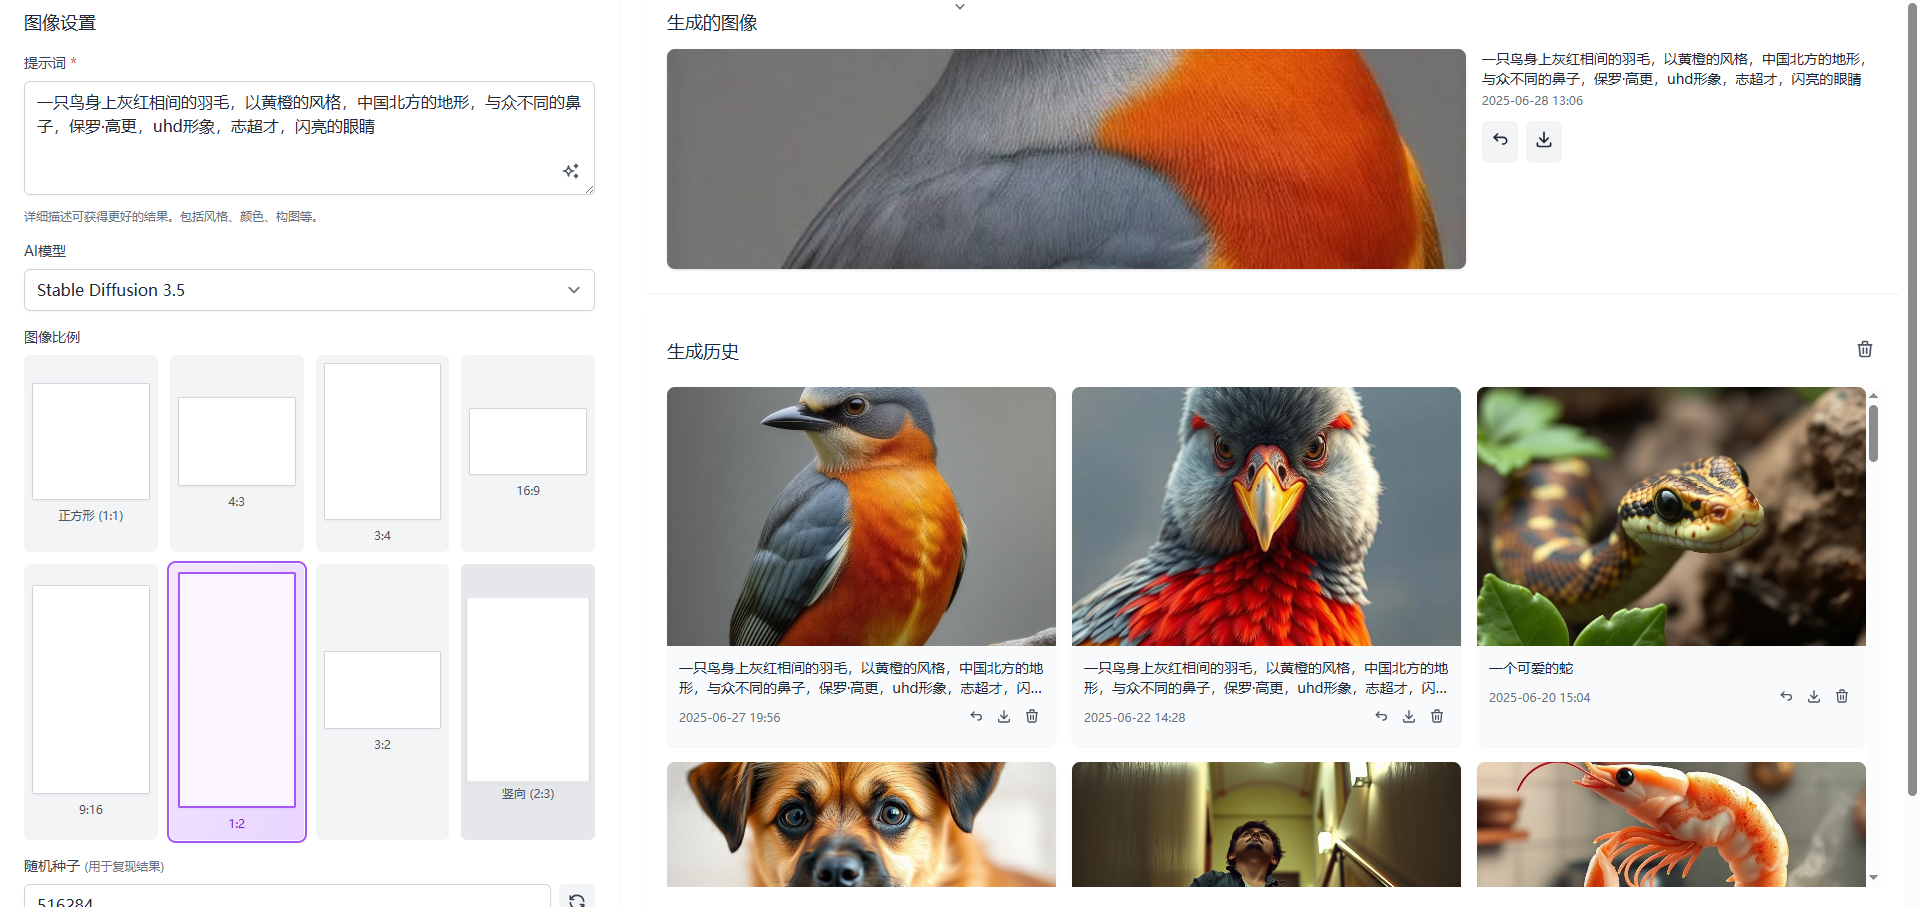 图像设置
提示词 *
一只鸟身上灰红相间的羽毛，以黄橙的风格，中国北方的地形，与众不同的鼻
子，保罗·高更，uhd形象，志超才，闪亮的眼睛
详细描述可获得更好的结果。包括风格、颜色、构图等。
AI模型
Stable Diffusion 3.5
图像比例
正方形 (1:1)
4:3
3:4
16:9
9:16
1:2
3:2
竖向 (2:3)
随机种子 (用于复现结果)
516284
生成的图像
一只鸟身上灰红相间的羽毛，以黄橙的风格，中国北方的地形，
与众不同的鼻子，保罗·高更，uhd形象，志超才，闪亮的眼睛
2025-06-28 13:06
生成历史
一只鸟身上灰红相间的羽毛，以黄橙的风格，中国北方的地
形，与众不同的鼻子，保罗·高更，uhd形象，志超才，闪...
2025-06-27 19:56
一只鸟身上灰红相间的羽毛，以黄橙的风格，中国北方的地
形，与众不同的鼻子，保罗·高更，uhd形象，志超才，闪...
2025-06-22 14:28
一个可爱的蛇
2025-06-20 15:04